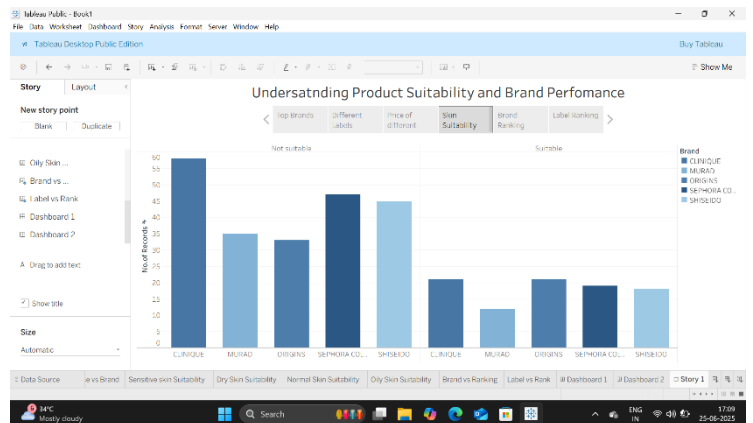 Tableau Public - Book1
File Data Worksheet Dashboard Story Analysis Format Server Window Help
Tableau Desktop Public Edition
Buy Tableau
Show Me
Story Layout
New story point
Blank Duplicate
Oily Skin ...
Brand vs ...
Label vs Rank
Dashboard 1
Dashboard 2
A Drag to add text
Show title
Size
Automatic
Undersatnding Product Suitability and Brand Perfomance
Top Brands
Different
Labels
Price of
different
Skin
Suitability
Brand
Ranking
Label Ranking
Not suitable
Suitable
No.of Records
60
55
50
45
40
35
30
25
20
15
10
5
0
CLINIQUE MURAD ORIGINS SEPHORA COL... SHISEIDO CLINIQUE MURAD ORIGINS SEPHORA COL... SHISEIDO
Brand
CLINIQUE
MURAD
ORIGINS
SEPHORA CO...
SHISEIDO
Data Source e vs Brand Sensitive skin Suitability Dry Skin Suitability Normal Skin Suitability Oily Skin Suitability Brand vs Ranking Label vs Rank Dashboard 1 Dashboard 2 Story 1
34°C
Mostly cloudy
Search
ENG
IN
17:09
25-06-2025